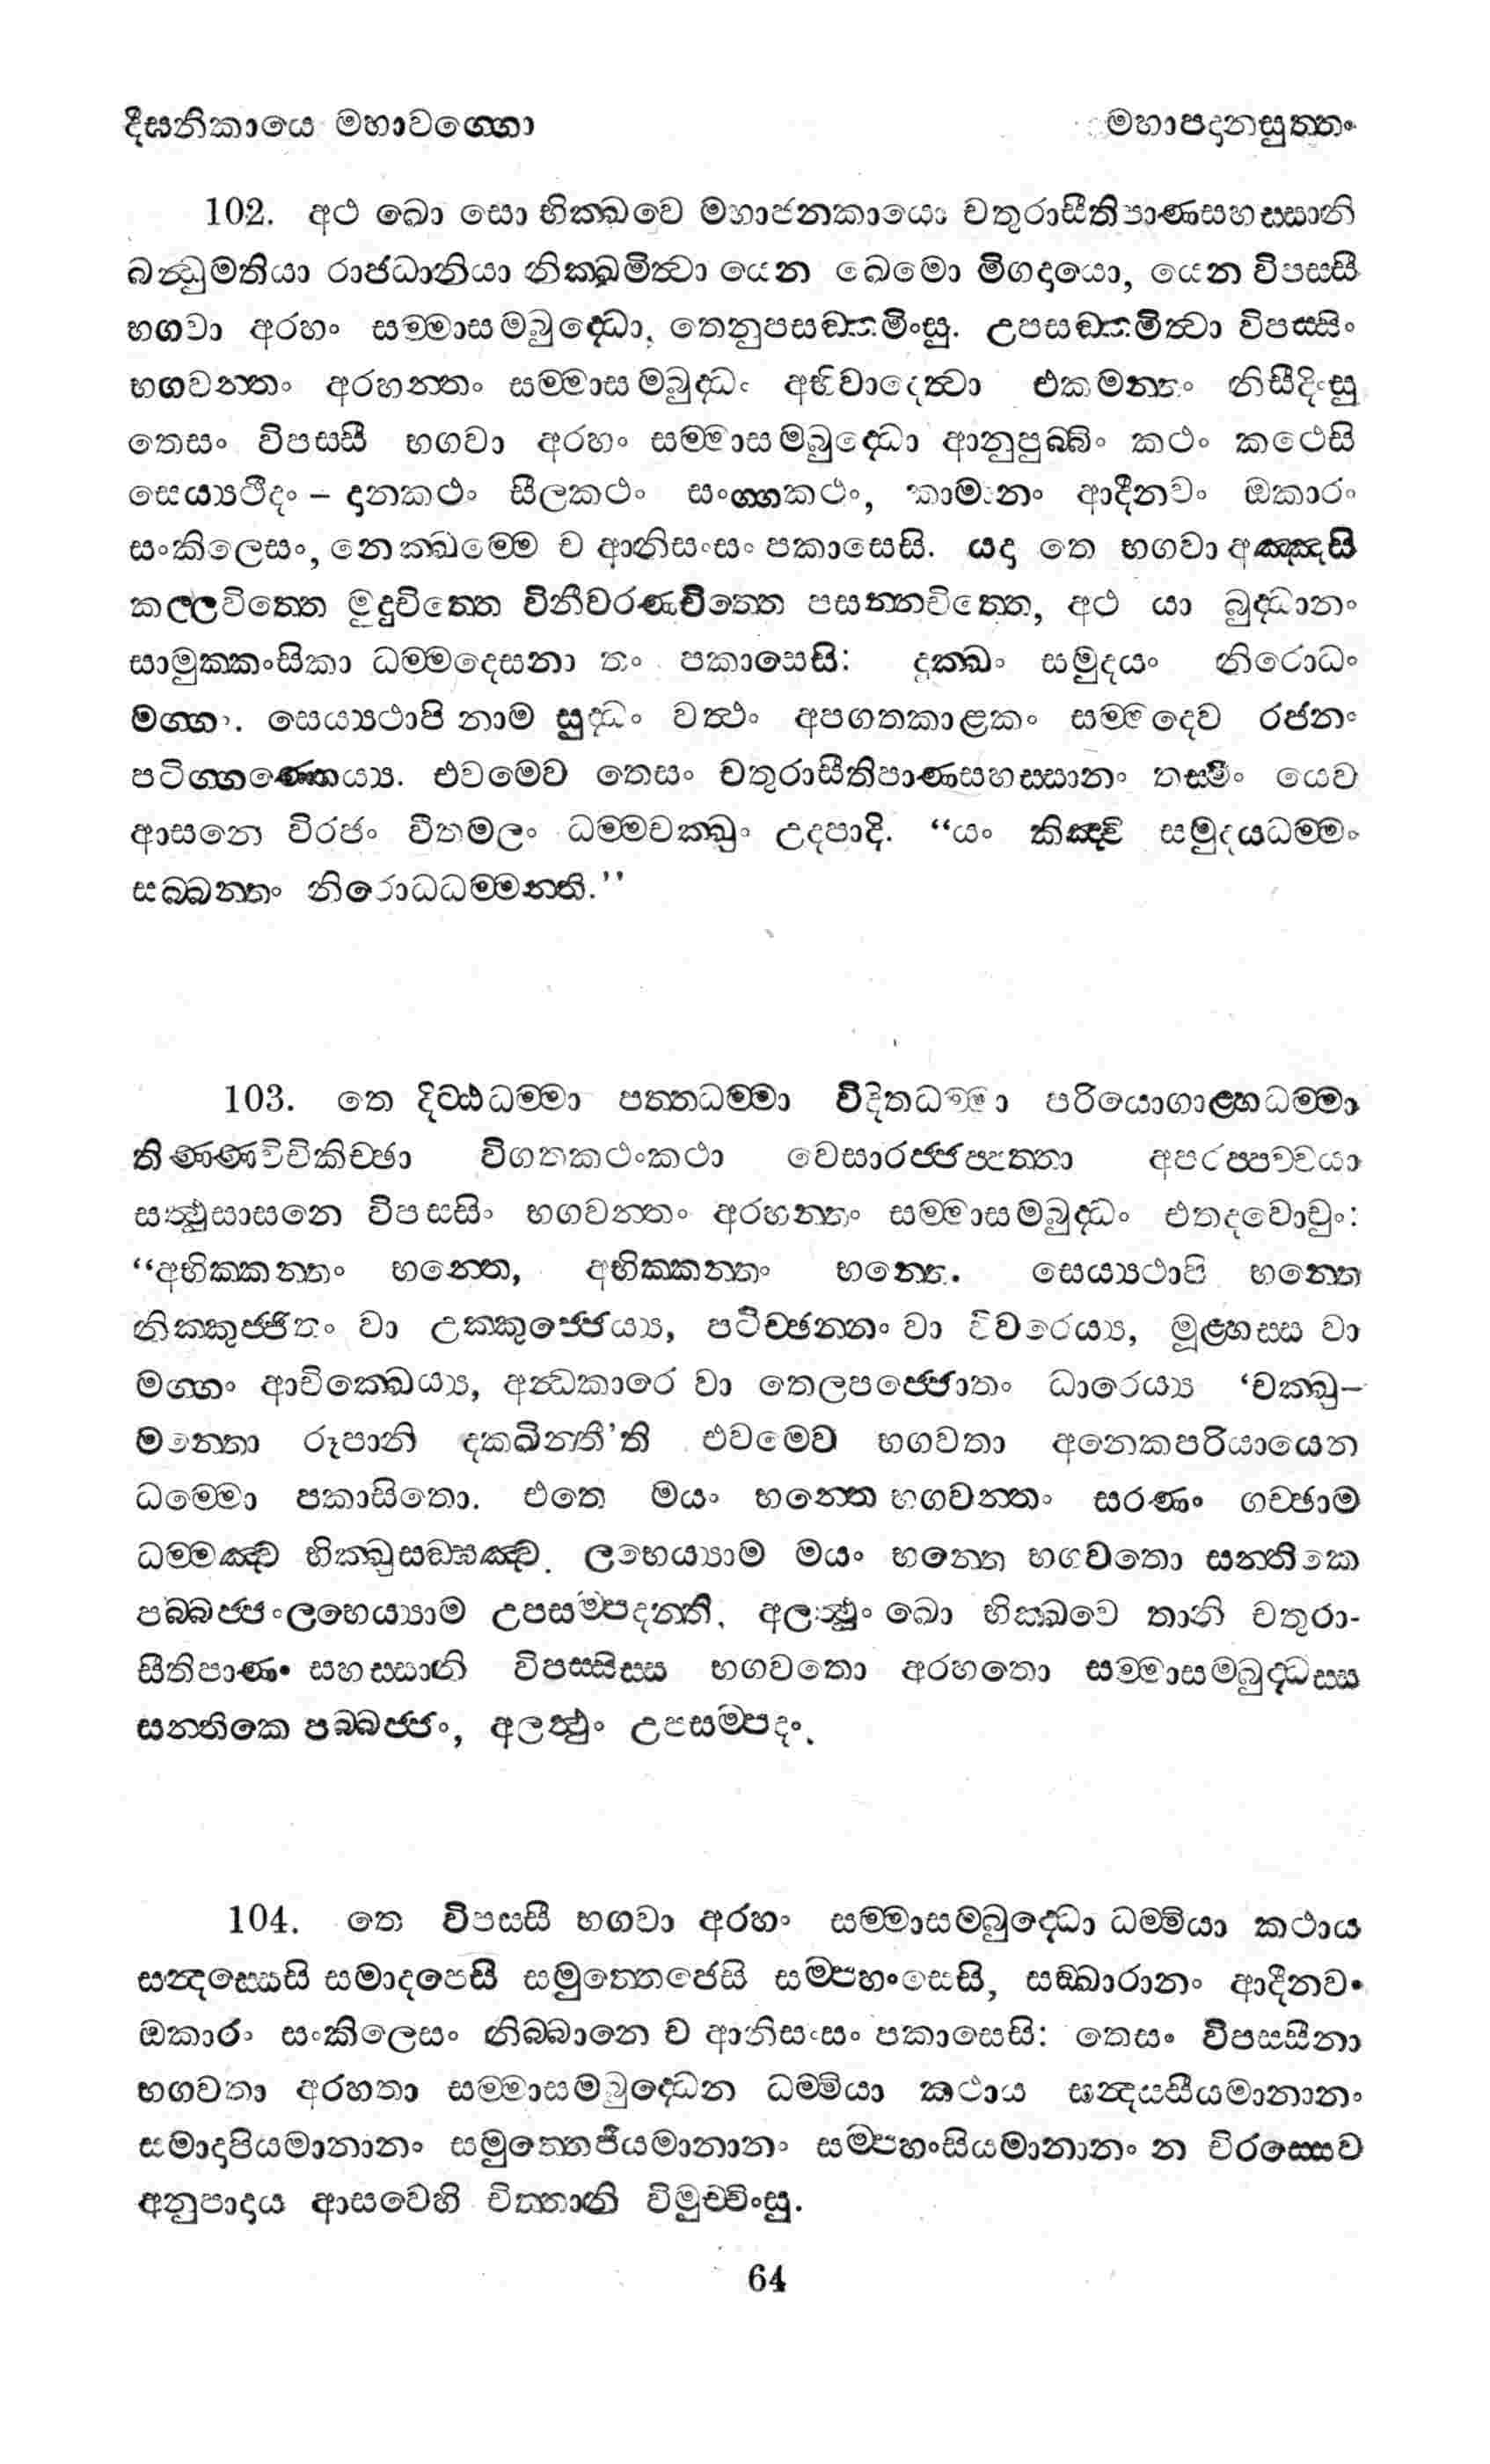 දීඝනිකායෙ මහාවග්ගො
මහාපදානසුත්තං
102. අථ ඛො සො භික්ඛවෙ මහාජනකායො චතුරාසීතිපාණසහස්සානි
බන්ධුමතියා රාජධානියා නික්ඛමිත්වා යෙන ඛෙමො මිගදායො, යෙන විපස්සී
භගවා අරහං සම්මාසම්බුද්ධො, තෙනුපසඞ්කමිංසු. උපසඞ්කමිත්වා විපස්සිං
භගවන්තං අරහන්තං සම්මාසම්බුද්ධං අභිවාදෙත්වා එකමන්තං නිසීදිංසු
තෙසං විපස්සී භගවා අරහං සම්මාසම්බුද්ධො ආනුපුබ්බිං කථං කථෙසි
සෙය්‍යථීදං – දානකථං සීලකථං සංග්ගකථං, කාමානං ආදීනවං ඔකාරං
සංකිලෙසං, නෙක්ඛම්මෙ ච ආනිසංසං පකාසෙසි. යදා තෙ භගවා අඤ්ඤාසි
කල්ලචිත්තෙ මුදුචිත්තෙ විනීවරණචිත්තෙ පසන්නචිත්තෙ, අථ යා බුද්ධානං
සාමුක්කංසිකා ධම්මදෙසනා තං පකාසෙසි: දුක්ඛං සමුදයං නිරොධං
මග්ගං. සෙය්‍යථාපි නාම සුද්ධං වත්ථං අපගතකාළකං සම්මදෙව රජනං
පටිග්ගණ්හෙය්‍ය. එවමෙව තෙසං චතුරාසීතිපාණසහස්සානං තස්මිං යෙව
ආසනෙ විරජං වීතමලං ධම්මචක්ඛුං උදපාදි. “යං කිඤ්චි සමුදයධම්මං
සබ්බන්තං නිරොධධම්මන්ති.”
103. තෙ දිට්ඨධම්මා පත්තධම්මා විදිතධම්මා පරියොගාළ්හධම්මා
තිණ්ණවිචිකිච්ඡා විගතකථංකථා වෙසාරජ්ජප්පත්තා අපරප්පච්චයා
සත්ථුසාසනෙ විපස්සිං භගවන්තං අරහන්තං සම්මාසම්බුද්ධං එතදවොචුං:
“අභික්කන්තං භන්තෙ, අභික්කන්තං භන්තෙ. සෙය්‍යථාපි භන්තෙ
නික්කුජ්ජිතං වා උක්කුජ්ජෙය්‍ය, පටිච්ඡන්නං වා විවරෙය්‍ය, මූළ්හස්ස වා
මග්ගං ආචික්ඛෙය්‍ය, අන්ධකාරෙ වා තෙලපජ්ජොතං ධාරෙය්‍ය ‘චක්ඛු–
මන්තො රූපානි දක්ඛින්තී’ති එවමෙව භගවතා අනෙකපරියායෙන
ධම්මො පකාසිතො. එතෙ මයං භන්තෙ භගවන්තං සරණං ගච්ඡාම
ධම්මඤ්ච භික්ඛුසඞ්ඝඤ්ච. ලභෙය්‍යාම මයං භන්තෙ භගවතො සන්තිකෙ
පබ්බජ්ජංලභෙය්‍යාම උපසම්පදන්ති. අලත්ථුං ඛො භික්ඛවෙ තානි චතුරා-
සීතිපාණං සහස්සානි විපස්සිස්ස භගවතො අරහතො සම්මාසම්බුද්ධස්ස
සන්තිකෙ පබ්බජ්ජං, අලත්ථුං උපසම්පදං.
104. තෙ විපස්සී භගවා අරහං සම්මාසම්බුද්ධො ධම්මියා කථාය
සන්දස්සෙසි සමාදපෙසි සමුත්තෙජෙසි සම්පහංසෙසි, සඞ්ඛාරානං ආදීනවං
ඔකාරං සංකිලෙසං නිබ්බානෙ ච ආනිසංසං පකාසෙසි: තෙසං විපස්සිනා
භගවතා අරහතා සම්මාසම්බුද්ධෙන ධම්මියා කථාය සන්දස්සියමානානං
සමාදාපියමානානං සමුත්තෙජියමානානං සම්පහංසියමානානං න චිරස්සෙව
අනුපාදාය ආසවෙහි චිත්තානි විමුච්චිංසු.
64